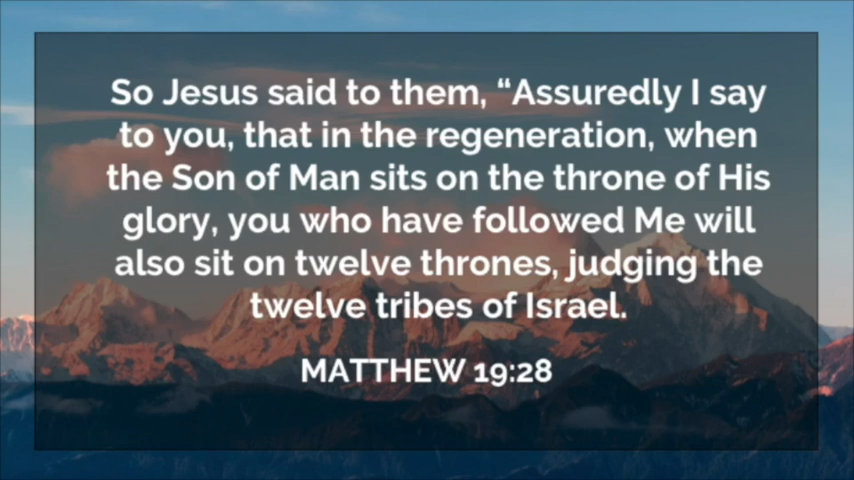 So Jesus said to them, “Assuredly I say
to you, that in the regeneration, when
the Son of Man sits on the throne of His
glory, you who have followed Me will
also sit on twelve thrones, judging the
twelve tribes of Israel.
MATTHEW 19:28